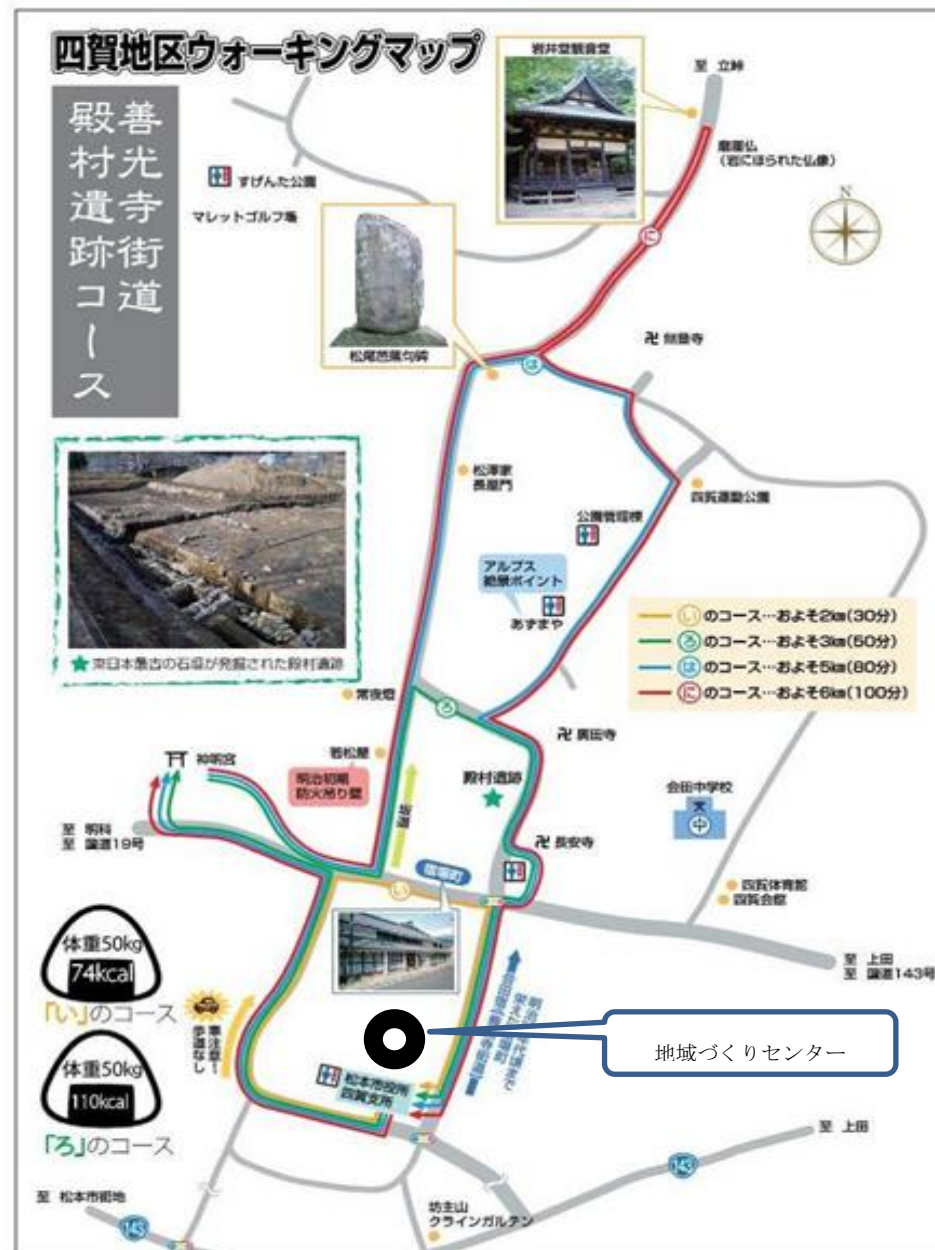 四賀地区ウォーキングマップ
善光寺街道
殿村遺跡コース
岩井堂観音堂
至 立峠
磨崖仏
(岩にほられた仏像)
N
すげんた公園
マレットゴルフ場
に
松尾芭蕉句碑
は
卍 無量寺
松澤家
長屋門
四賀運動公園
公園管理棟
アルプス
絶景ポイント
あずまや
いのコース…およそ2km(30分)
ろのコース…およそ3km(50分)
はのコース…およそ5km(80分)
にのコース…およそ6km(100分)
★東日本最古の石垣が発掘された殿村遺跡
常夜燈
ろ
卍 廣田寺
神明宮
若松屋
明治初期
防火吊り壁
殿村遺跡
会田中学校
文
中
至 明科
至 国道19号
卍 長安寺
宿場町
い
四賀体育館
四賀会館
体重50kg
74kcal
「い」のコース
至 上田
至 国道143号
車注意!
歩道なし
地域づくりセンター
体重50kg
110kcal
「ろ」のコース
松本市役所
四賀支所
至 上田
143
至 松本市街地
143
坊主山
クラインガルテン